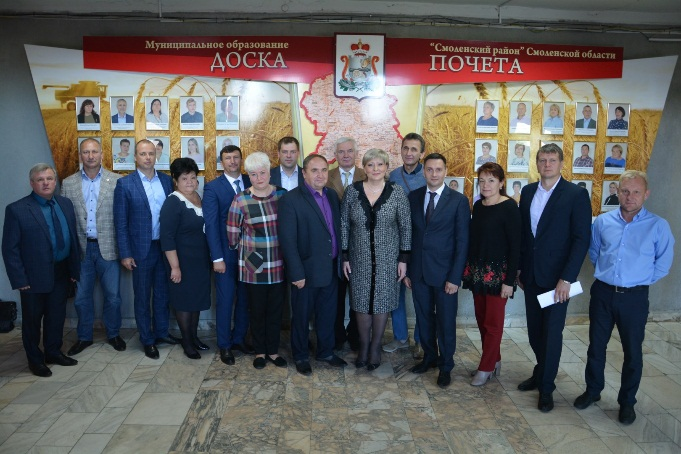 Муниципальное образование
"Смоленский район" Смоленской области
ДОСКА
ПОЧЕТА